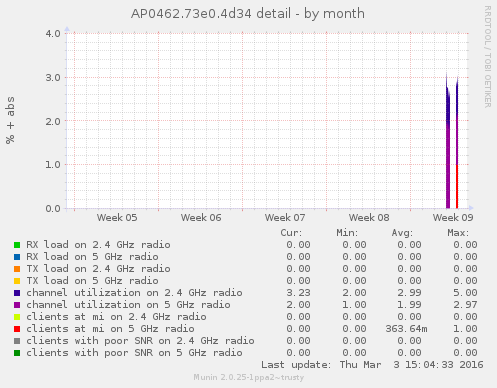 AP0462.73e0.4d34 detail - by month
RRDTOOL / TOBI OETIKER
% + abs
4.0
3.0
2.0
1.0
0.0
Week 05 Week 06 Week 07 Week 08 Week 09
Cur: Min: Avg: Max:
RX load on 2.4 GHz radio 0.00 0.00 0.00 0.00
RX load on 5 GHz radio 0.00 0.00 0.00 0.00
TX load on 2.4 GHz radio 0.00 0.00 0.00 0.00
TX load on 5 GHz radio 0.00 0.00 0.00 0.00
channel utilization on 2.4 GHz radio 3.23 2.00 2.99 5.00
channel utilization on 5 GHz radio 2.00 1.00 1.99 2.97
clients at mi on 2.4 GHz radio 0.00 0.00 0.00 0.00
clients at mi on 5 GHz radio 0.00 0.00 363.64m 1.00
clients with poor SNR on 2.4 GHz radio 0.00 0.00 0.00 0.00
clients with poor SNR on 5 GHz radio 0.00 0.00 0.00 0.00
Last update: Thu Mar 3 15:04:33 2016
Munin 2.0.25-1ppa2~trusty